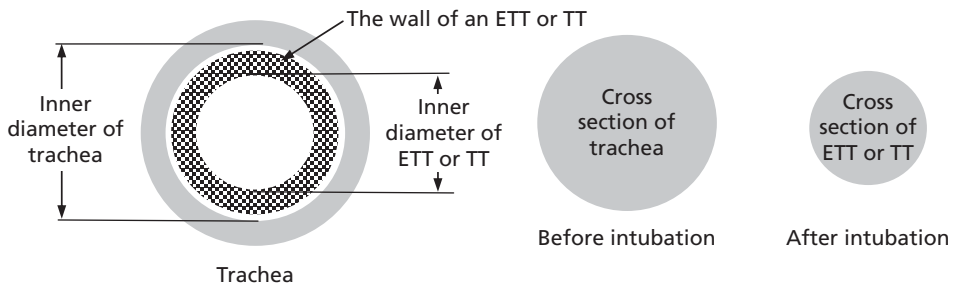 The wall of an ETT or TT
Inner
diameter of
trachea
Inner
diameter of
ETT or TT
Trachea
Cross
section of
trachea
Before intubation
Cross
section of
ETT or TT
After intubation